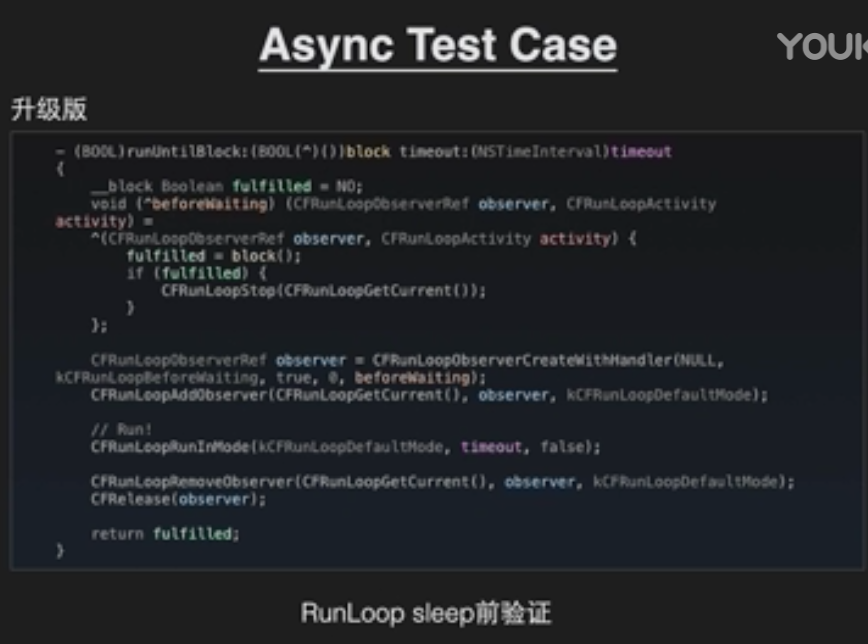 Async Test Case
YOUK
升级版
- (BOOL)runUntilBlock:(BOOL(^)())block timeout:(NSTimeInterval)timeout
{
__block Boolean fulfilled = NO;
void (^beforeWaiting) (CFRunLoopObserverRef observer, CFRunLoopActivity
activity) =
^(CFRunLoopObserverRef observer, CFRunLoopActivity activity) {
fulfilled = block();
if (fulfilled) {
CFRunLoopStop(CFRunLoopGetCurrent());
}
};
CFRunLoopObserverRef observer = CFRunLoopObserverCreateWithHandler(NULL,
kCFRunLoopBeforeWaiting, true, 0, beforeWaiting);
CFRunLoopAddObserver(CFRunLoopGetCurrent(), observer, kCFRunLoopDefaultMode);
// Run!
CFRunLoopRunInMode(kCFRunLoopDefaultMode, timeout, false);
CFRunLoopRemoveObserver(CFRunLoopGetCurrent(), observer, kCFRunLoopDefaultMode);
CFRelease(observer);
return fulfilled;
}
RunLoop sleep前验证